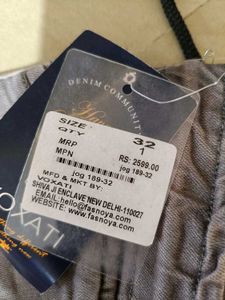 DENIM COMMUNITY
SIZE : 32
QTY 1
MRP RS: 2599.00
MPN jog 189-32
jog 189-32
MFD & MKT BY:
VOXATI
SHIVA JI ENCLAVE NEW DELHI-110027
EMAIL: hello@fasnoya.com
WEBSITE: www.fasnoya.com
VOXATI